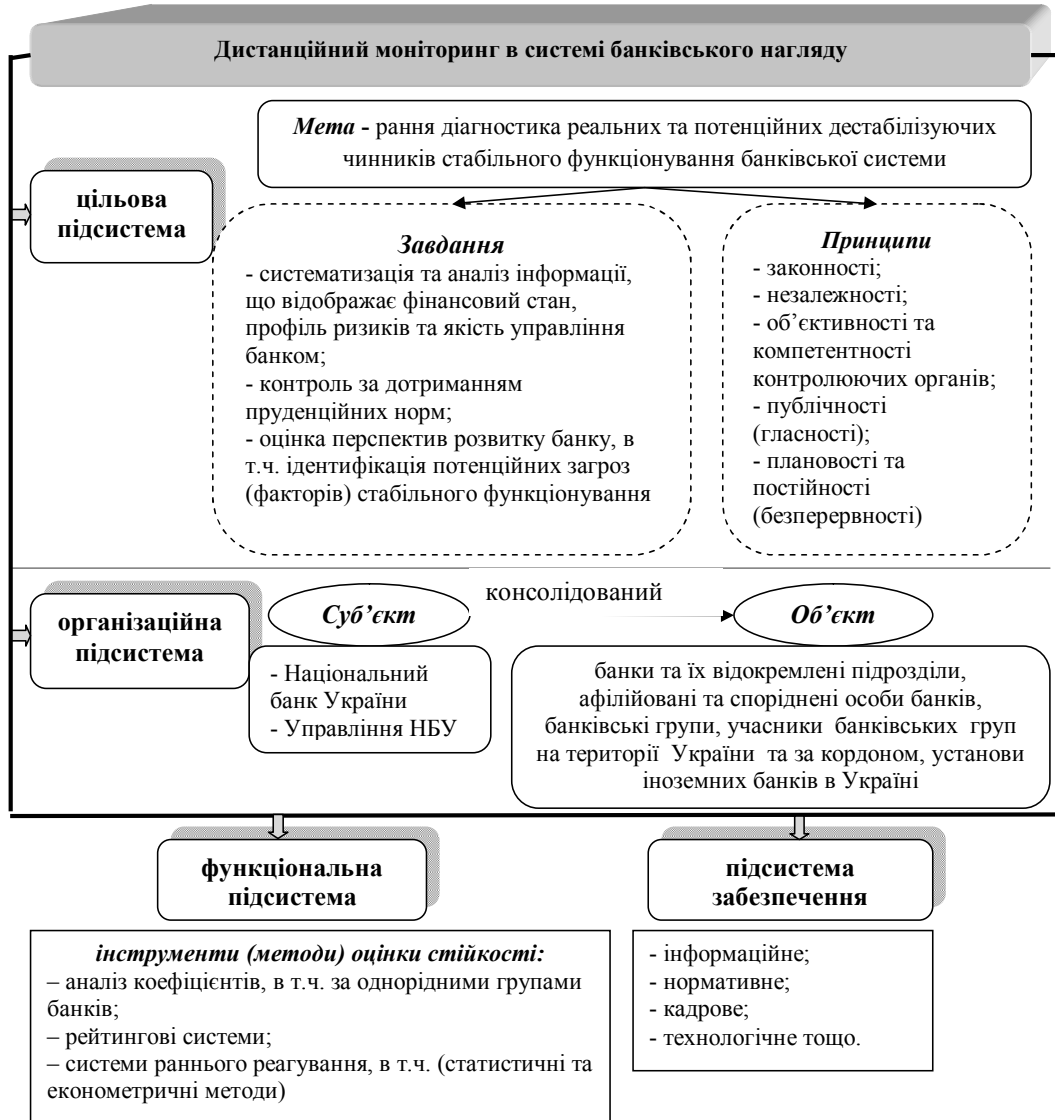 Дистанційний моніторинг в системі банківського нагляду
Мета - рання діагностика реальних та потенційних дестабілізуючих
чинників стабільного функціонування банківської системи
цільова
підсистема
Завдання
- систематизація та аналіз інформації,
що відображає фінансовий стан,
профіль ризиків та якість управління
банком;
- контроль за дотриманням
пруденційних норм;
- оцінка перспектив розвитку банку, в
т.ч. ідентифікація потенційних загроз
(факторів) стабільного функціонування
Принципи
- законності;
- незалежності;
- об’єктивності та
компетентності
контролюючих органів;
- публічності
(гласності);
- плановості та
постійності
(безперервності)
організаційна
підсистема
Суб’єкт
консолідований
Об’єкт
- Національний
банк України
- Управління НБУ
банки та їх відокремлені підрозділи,
афілійовані та споріднені особи банків,
банківські групи, учасники банківських груп
на території України та за кордоном, установи
іноземних банків в Україні
функціональна
підсистема
підсистема
забезпечення
інструменти (методи) оцінки стійкості:
– аналіз коефіцієнтів, в т.ч. за однорідними групами
банків;
– рейтингові системи;
– системи раннього реагування, в т.ч. (статистичні та
економетричні методи)
- інформаційне;
- нормативне;
- кадрове;
- технологічне тощо.